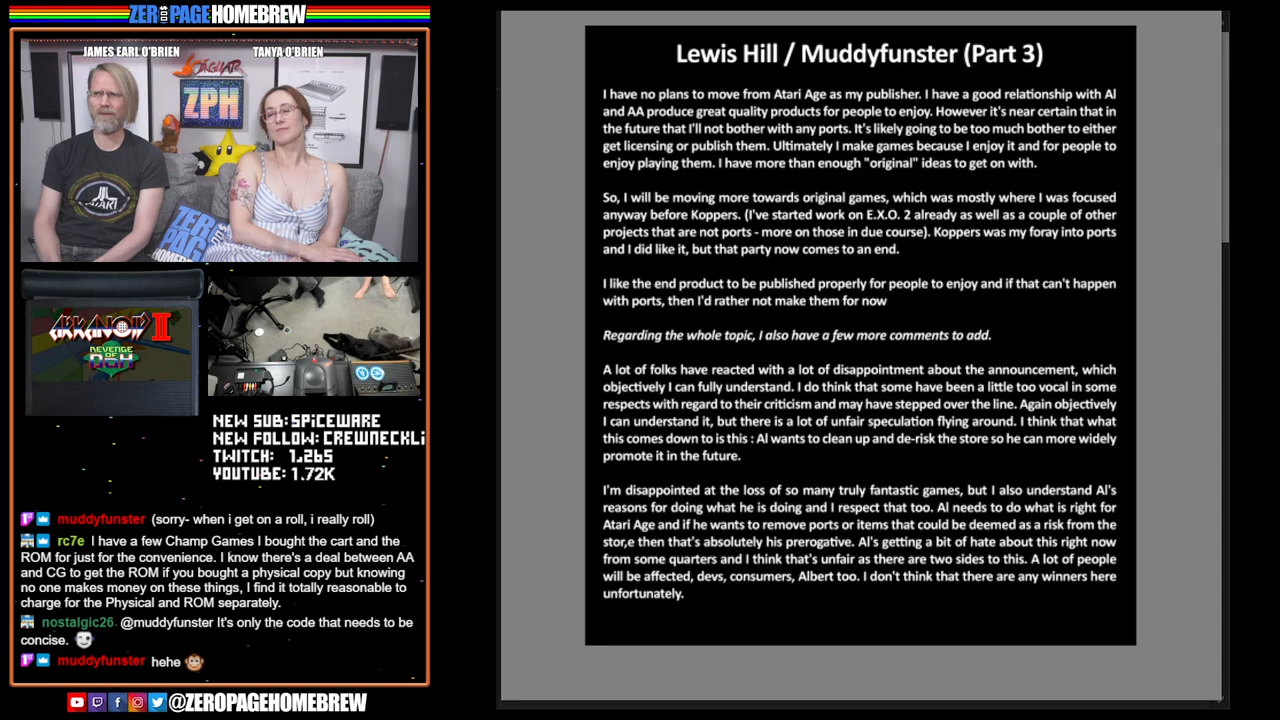 ZERO PAGE HOMEBREW
JAMES EARL O'BRIEN
TANYA O'BRIEN
JAGUAR
ZPH
ATARI
ZERO
PAGE
ARKANOID II
REVENGE
OF
DOH
NEW SUB: SPICEWARE
NEW FOLLOW: CREWNECKLI
TWITCH: 1,265
YOUTUBE: 1.72K
muddyfunster (sorry- when i get on a roll, i really roll)
rc7e I have a few Champ Games I bought the cart and the
ROM for just for the convenience. I know there's a deal between AA
and CG to get the ROM if you bought a physical copy but knowing
no one makes money on these things, I find it totally reasonable to
charge for the Physical and ROM separately.
nostalgic26 @muddyfunster It's only the code that needs to be
concise.
muddyfunster hehe
@ZEROPAGEHOMEBREW
Lewis Hill / Muddyfunster (Part 3)
I have no plans to move from Atari Age as my publisher. I have a good relationship with Al
and AA produce great quality products for people to enjoy. However it's near certain that in
the future that I'll not bother with any ports. It's likely going to be too much bother to either
get licensing or publish them. Ultimately I make games because I enjoy it and for people to
enjoy playing them. I have more than enough "original" ideas to get on with.
So, I will be moving more towards original games, which was mostly where I was focused
anyway before Koppers. (I've started work on E.X.O. 2 already as well as a couple of other
projects that are not ports - more on those in due course). Koppers was my foray into ports
and I did like it, but that party now comes to an end.
I like the end product to be published properly for people to enjoy and if that can't happen
with ports, then I'd rather not make them for now
Regarding the whole topic, I also have a few more comments to add.
A lot of folks have reacted with a lot of disappointment about the announcement, which
objectively I can fully understand. I do think that some have been a little too vocal in some
respects with regard to their criticism and may have stepped over the line. Again objectively
I can understand it, but there is a lot of unfair speculation flying around. I think that what
this comes down to is this : Al wants to clean up and de-risk the store so he can more widely
promote it in the future.
I'm disappointed at the loss of so many truly fantastic games, but I also understand Al's
reasons for doing what he is doing and I respect that too. Al needs to do what is right for
Atari Age and if he wants to remove ports or items that could be deemed as a risk from the
stor,e then that's absolutely his prerogative. Al's getting a bit of hate about this right now
from some quarters and I think that's unfair as there are two sides to this. A lot of people
will be affected, devs, consumers, Albert too. I don't think that there are any winners here
unfortunately.